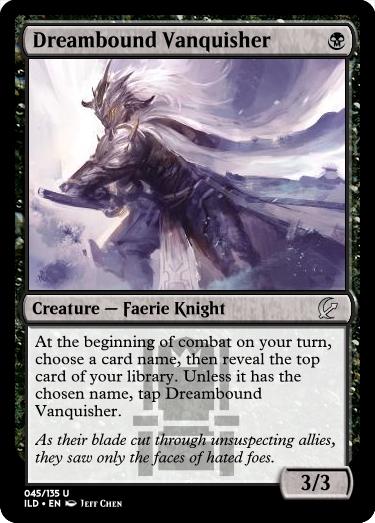 Dreambound Vanquisher
Creature — Faerie Knight
At the beginning of combat on your turn,
choose a card name, then reveal the top
card of your library. Unless it has the
chosen name, tap Dreambound
Vanquisher.
As their blade cut through unsuspecting allies,
they saw only the faces of hated foes.
3/3
045/135 U
ILD • EN Jeff Chen